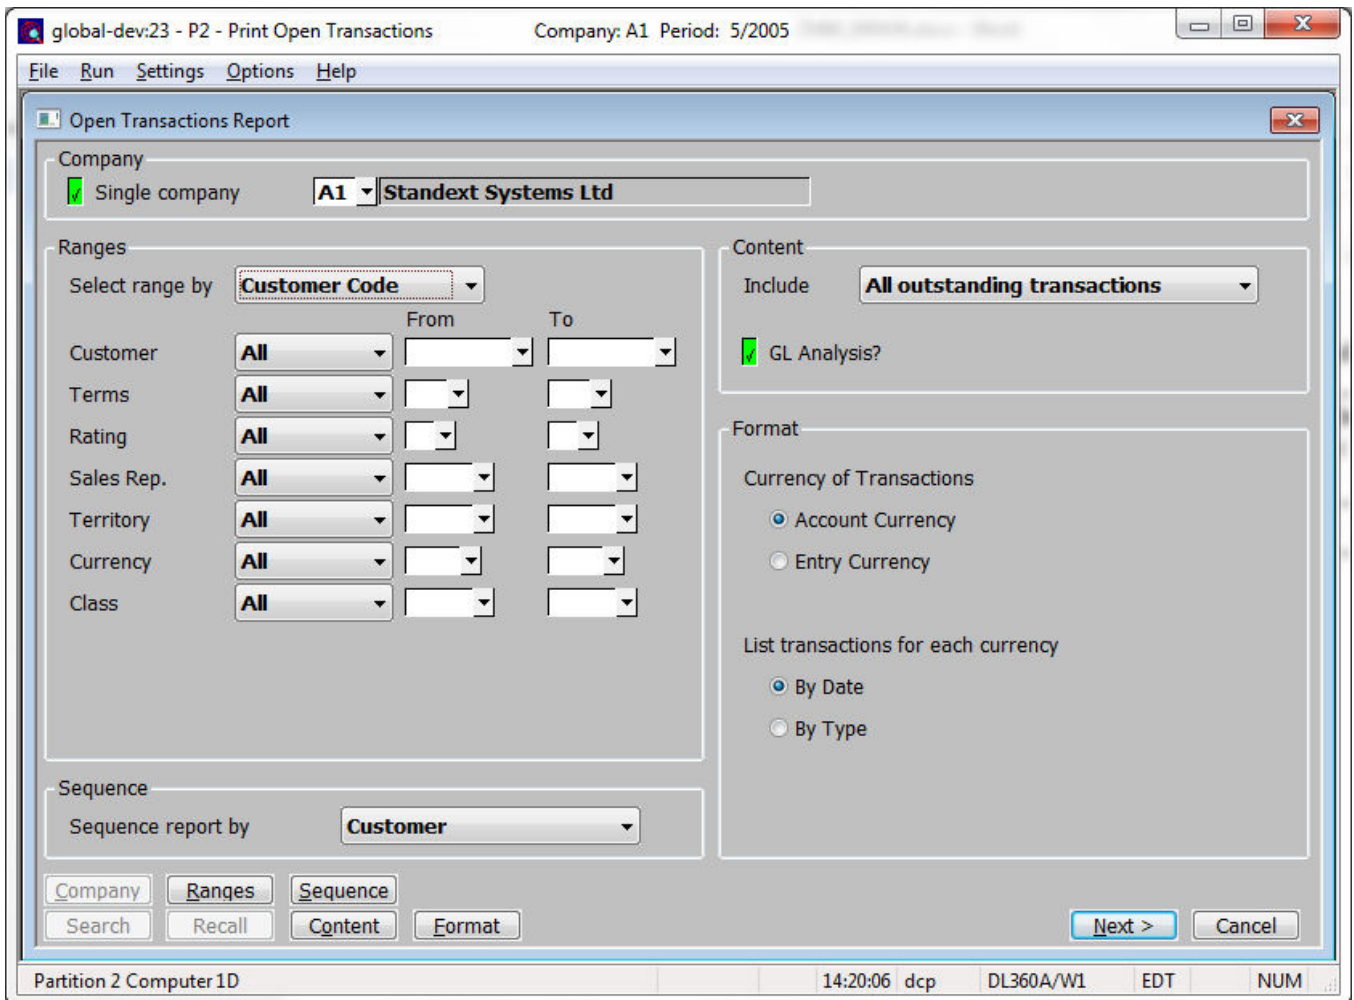 global-dev:23 - P2 - Print Open Transactions Company: A1 Period: 5/2005
File Run Settings Options Help
Open Transactions Report
Company
Single company A1 Standext Systems Ltd
Ranges
Select range by Customer Code
From To
Customer All
Terms All
Rating All
Sales Rep. All
Territory All
Currency All
Class All
Sequence
Sequence report by Customer
Content
Include All outstanding transactions
GL Analysis?
Format
Currency of Transactions
Account Currency
Entry Currency
List transactions for each currency
By Date
By Type
Company Ranges Sequence
Search Recall Content Format Next > Cancel
Partition 2 Computer 1D 14:20:06 dcp DL360A/W1 EDT NUM